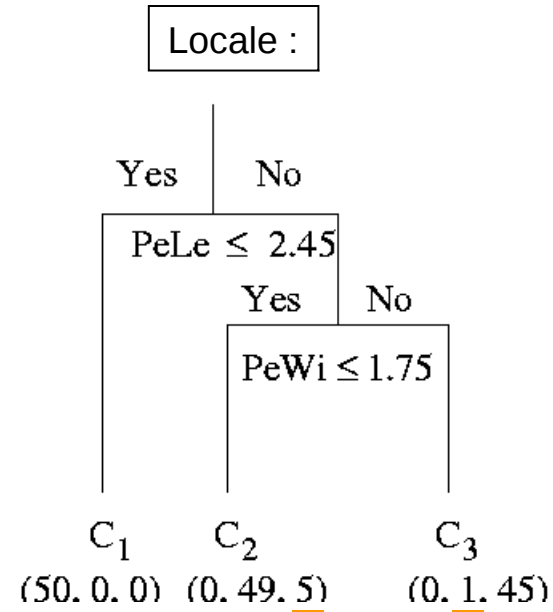 Locale :
Yes No
PeLe ≤ 2.45
Yes No
PeWi ≤ 1.75
C₁ C₂ C₃
(50, 0, 0) (0, 49, 5) (0, 1, 45)